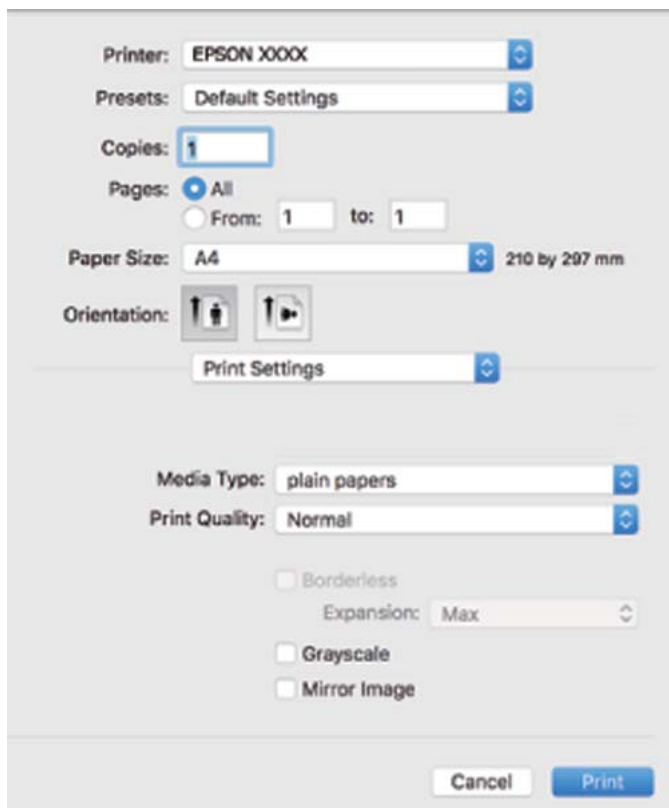 Printer: EPSON XXXX
Presets: Default Settings
Copies: 1
Pages: All
From: 1 to: 1
Paper Size: A4 210 by 297 mm
Orientation:
Print Settings
Media Type: plain papers
Print Quality: Normal
Borderless
Expansion: Max
Grayscale
Mirror Image
Cancel Print